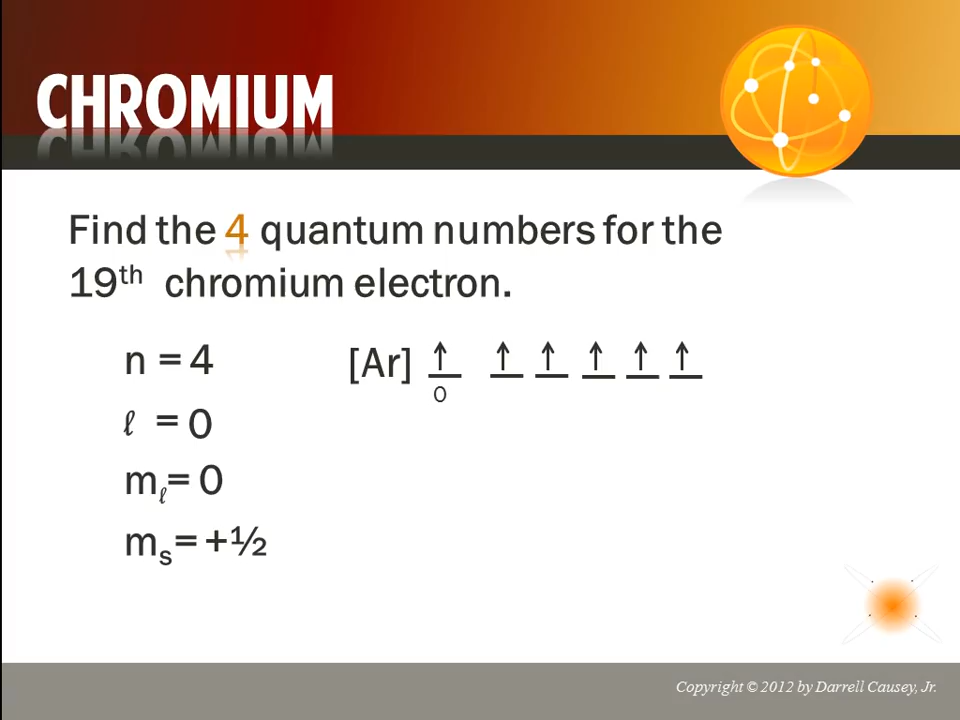 CHROMIUM
Find the 4 quantum numbers for the
19th chromium electron.
n = 4
[Ar] ↑ ↑ ↑ ↑ ↑ ↑
0
ℓ = 0
mℓ= 0
ms= +½
Copyright © 2012 by Darrell Causey, Jr.